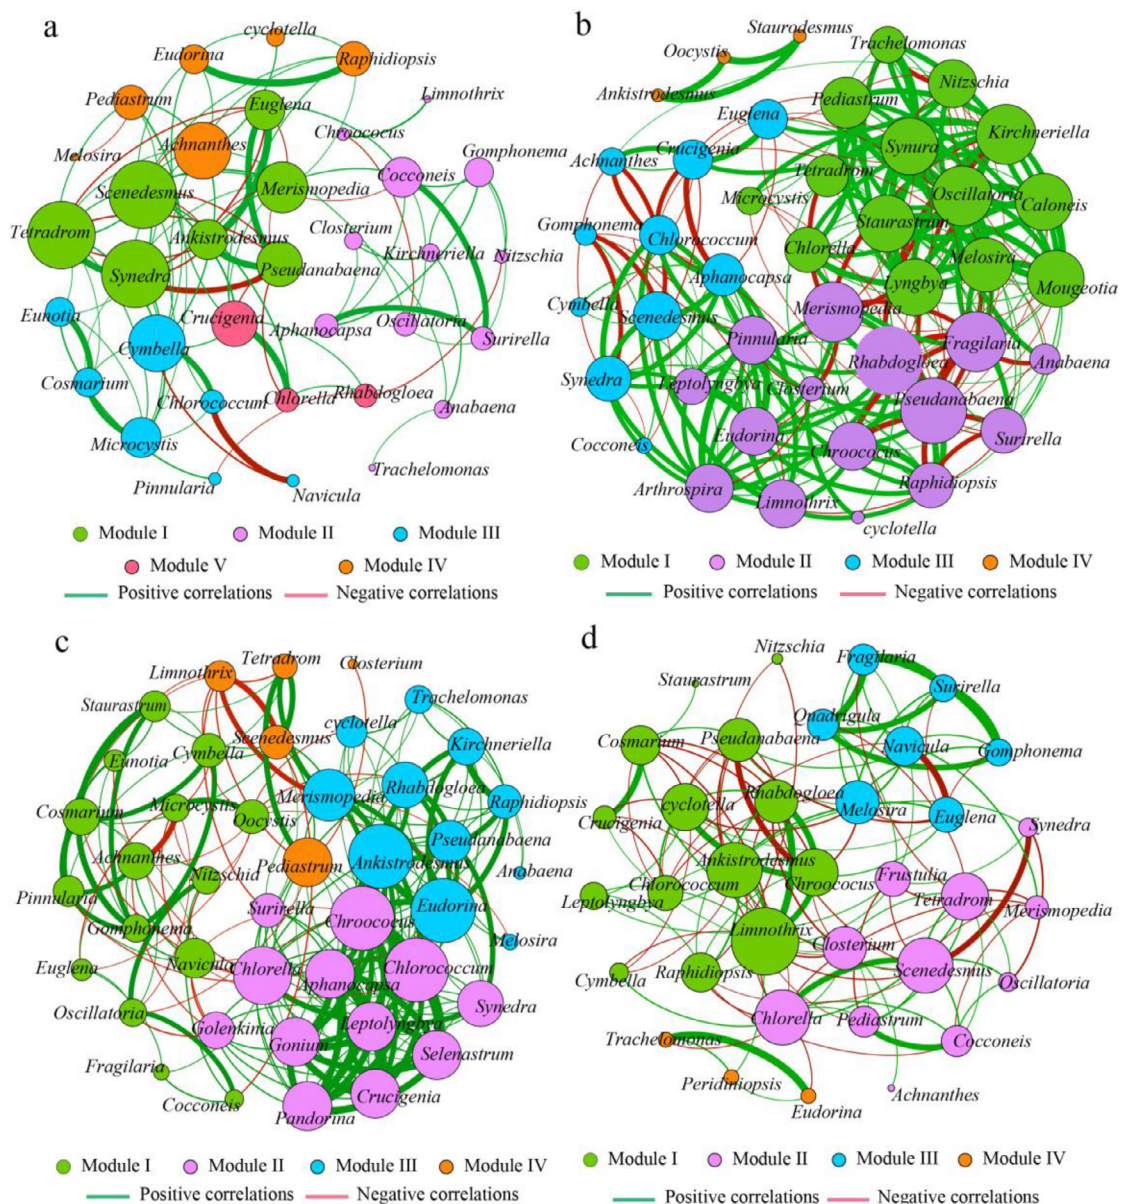 a
cyclotella
Eudorina
Raphidiopsis
Limnothrix
Pediastrum
Euglena
Chroococus
Achnanthes
Gomphonema
Melosira
Cocconeis
Scenedesmus
Merismopedia
Closterium
Tetradrom
Ankistrodesmus
Kirchneriella
Nitzschia
Synedra
Pseudanabaena
Eunotia
Crucigenia
Aphanocapsa
Oscillatoria
Surirella
Cymbella
Cosmarium
Chlorococcum
Chlorella
Rhabdogloea
Anabaena
Microcystis
Trachelomonas
Pinnularia
Navicula
Module I
Module II
Module III
Module V
Module IV
Positive correlations
Negative correlations
b
Staurodesmus
Oocystis
Trachelomonas
Ankistrodesmus
Pediastrum
Nitzschia
Euglena
Kirchneriella
Achnanthes
Crucigenia
Synura
Tetradrom
Microcystis
Oscillatoria
Caloneis
Gomphonema
Staurastrum
Chlorococcum
Chlorella
Melosira
Aphanocapsa
Lyngbya
Mougeotia
Cymbella
Scenedesmus
Merismopedia
Pinnularia
Fragilaria
Rhabdogloea
Anabaena
Synedra
Leptolyngbya
Closterium
Pseudanabaena
Cocconeis
Eudorina
Chroococus
Surirella
Arthrospira
Limnothrix
Raphidiopsis
cyclotella
Module I
Module II
Module III
Module IV
Positive correlations
Negative correlations
c
Tetradrom
Limnothrix
Closterium
Staurastrum
Trachelomonas
Scenedesmus
cyclotella
Cymbella
Eunotia
Kirchneriella
Cosmarium
Microcystis
Merismopedia
Rhabdogloea
Oocystis
Raphidiopsis
Achnanthes
Pseudanabaena
Nitzschid
Pediastrum
Ankistrodesmus
Anabaena
Pinnularia
Surirella
Chroococus
Eudorina
Gomphonema
Melosira
Euglena
Navicula
Chlorella
Chlorococcum
Aphanocapsa
Oscillatoria
Synedra
Golenkinia
Leptolyngbya
Gonium
Selenastrum
Fragilaria
Cocconeis
Crucigenia
Pandorina
Module I
Module II
Module III
Module IV
Positive correlations
Negative correlations
d
Nitzschia
Fragilaria
Staurastrum
Surirella
Quadrigula
Cosmarium
Pseudanabaena
Navicula
Gomphonema
cyclotella
Rhabdogloea
Melosira
Crucigenia
Euglena
Synedra
Ankistrodesmus
Chlorococcum
Chroococus
Frustulia
Leptolyngbya
Tetradrom
Merismopedia
Limnothrix
Closterium
Raphidiopsis
Scenedesmus
Cymbella
Oscillatoria
Chlorella
Pediastrum
Trachelomonas
Cocconeis
Peridiniopsis
Achnanthes
Eudorina
Module I
Module II
Module III
Module IV
Positive correlations
Negative correlations